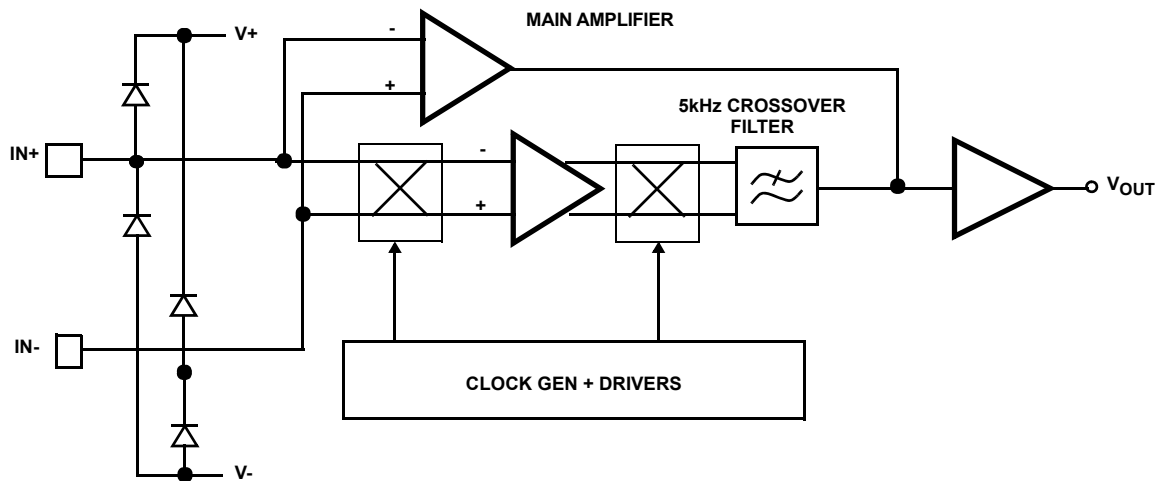 MAIN AMPLIFIER
V+
-
+
5kHz CROSSOVER
FILTER
IN+
-
+
VOUT
IN-
CLOCK GEN + DRIVERS
V-